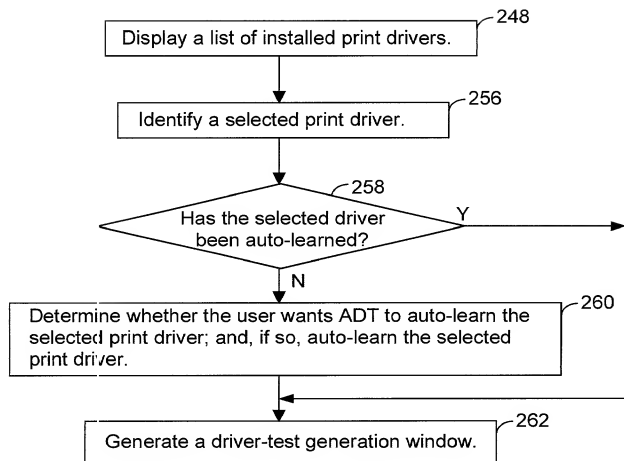 Display a list of installed print drivers.
248
Identify a selected print driver.
256
258
Has the selected driver
been auto-learned?
Y
N
Determine whether the user wants ADT to auto-learn the
selected print driver; and, if so, auto-learn the selected
print driver.
260
Generate a driver-test generation window.
262